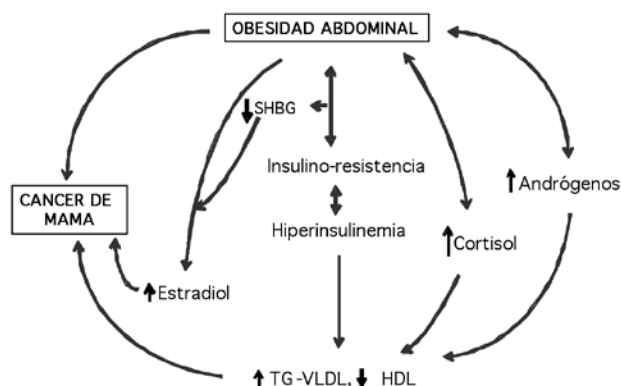 OBESIDAD ABDOMINAL
SHBG
Insulino-resistencia
Andrógenos
CANCER DE
MAMA
Hiperinsulinemia
Cortisol
Estradiol
TG-VLDL, HDL